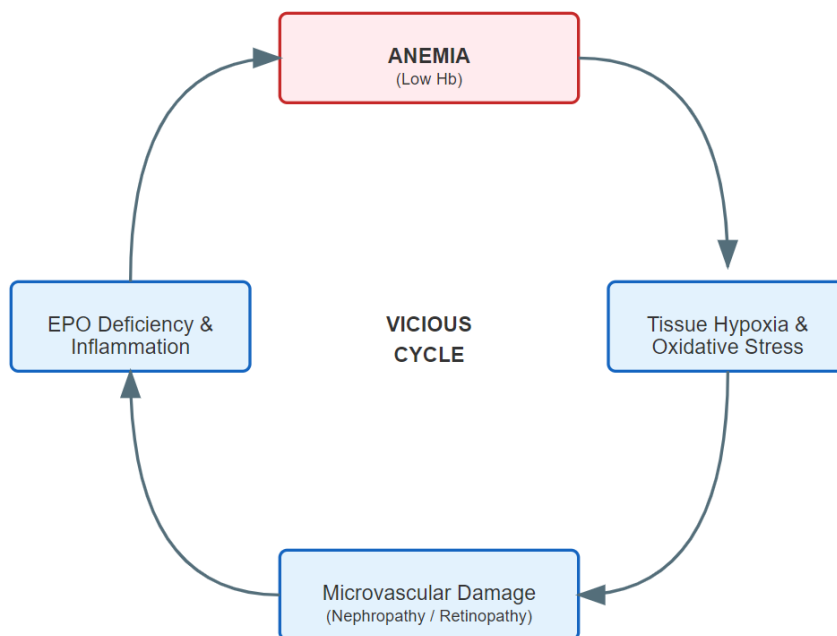 ANEMIA
(Low Hb)
EPO Deficiency &
Inflammation
VICIOUS
CYCLE
Tissue Hypoxia &
Oxidative Stress
Microvascular Damage
(Nephropathy / Retinopathy)